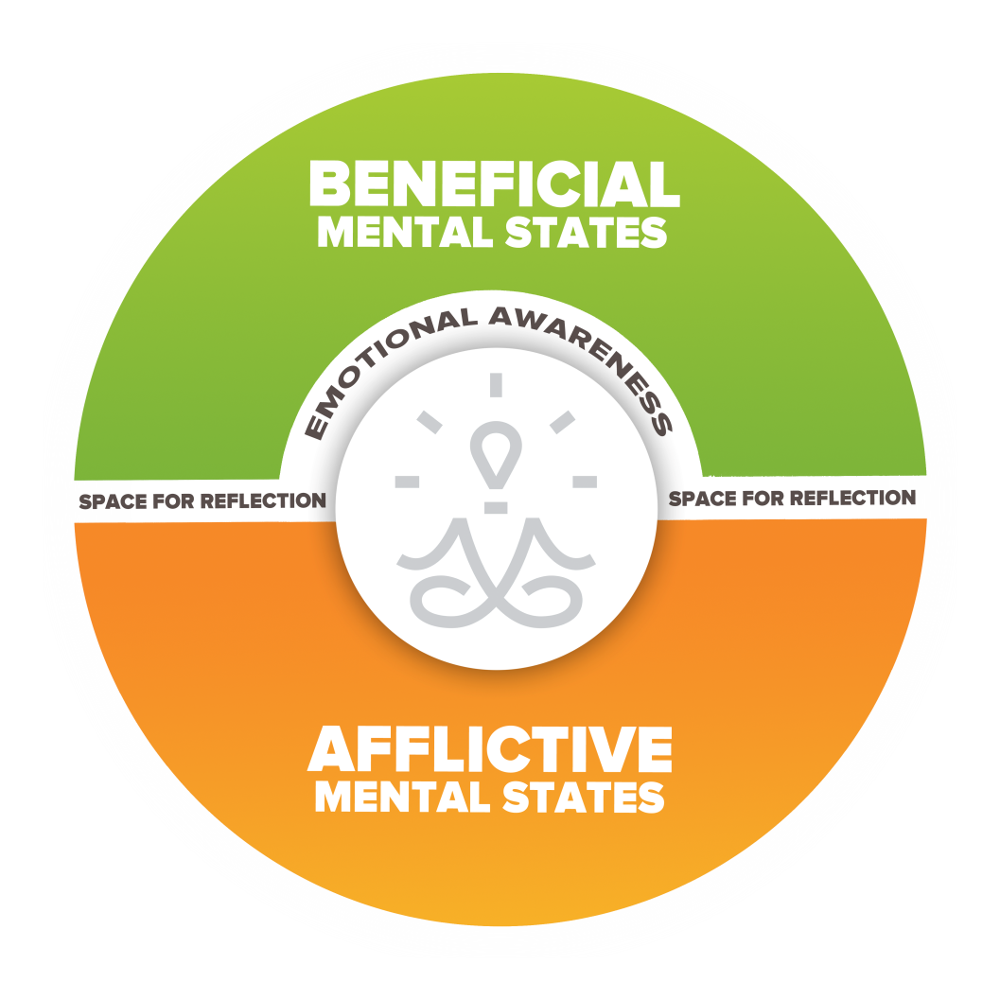 BENEFICIAL
MENTAL STATES
EMOTIONAL AWARENESS
SPACE FOR REFLECTION
SPACE FOR REFLECTION
AFFLICTIVE
MENTAL STATES